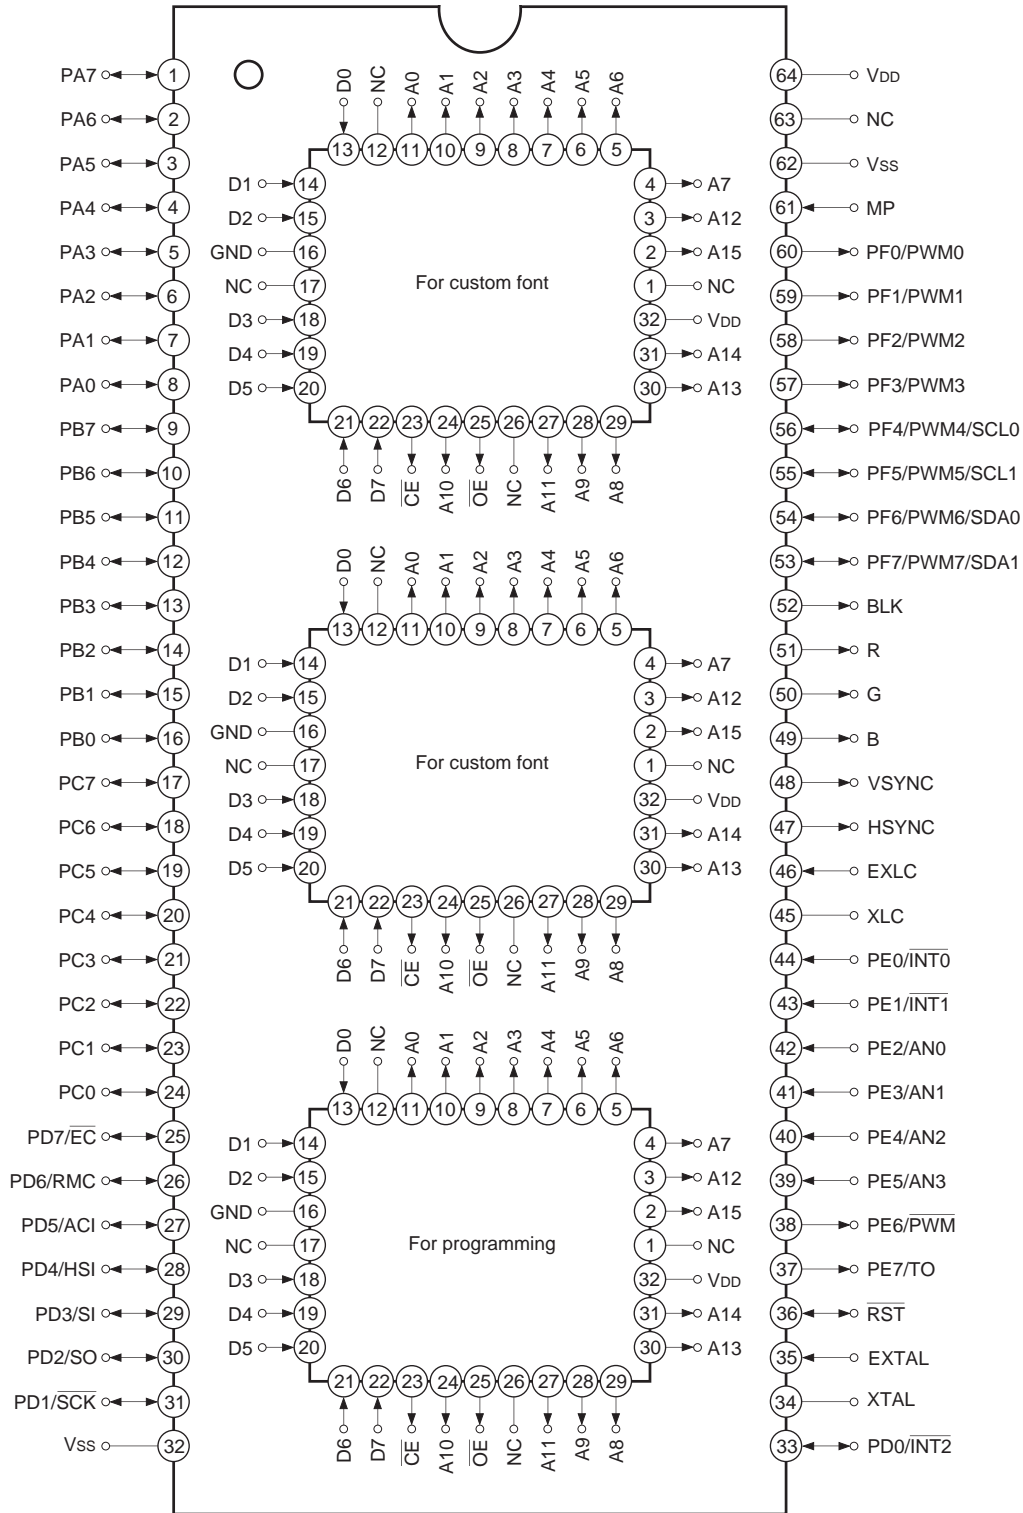 PA7 1
PA6 2
PA5 3
PA4 4
PA3 5
PA2 6
PA1 7
PA0 8
PB7 9
PB6 10
PB5 11
PB4 12
PB3 13
PB2 14
PB1 15
PB0 16
PC7 17
PC6 18
PC5 19
PC4 20
PC3 21
PC2 22
PC1 23
PC0 24
PD7/E̅C̅ 25
PD6/RMC 26
PD5/ACI 27
PD4/HSI 28
PD3/SI 29
PD2/SO 30
PD1/S̅C̅K̅ 31
Vss 32
D0 NC A0 A1 A2 A3 A4 A5 A6
13 12 11 10 9 8 7 6 5
D1 14
D2 15
GND 16
NC 17
D3 18
D4 19
D5 20
For custom font
4 A7
3 A12
2 A15
1 NC
32 VDD
31 A14
30 A13
21 22 23 24 25 26 27 28 29
D6 D7 C̅E̅ A10 O̅E̅ NC A11 A9 A8
D0 NC A0 A1 A2 A3 A4 A5 A6
13 12 11 10 9 8 7 6 5
D1 14
D2 15
GND 16
NC 17
D3 18
D4 19
D5 20
For custom font
4 A7
3 A12
2 A15
1 NC
32 VDD
31 A14
30 A13
21 22 23 24 25 26 27 28 29
D6 D7 C̅E̅ A10 O̅E̅ NC A11 A9 A8
D0 NC A0 A1 A2 A3 A4 A5 A6
13 12 11 10 9 8 7 6 5
D1 14
D2 15
GND 16
NC 17
D3 18
D4 19
D5 20
For programming
4 A7
3 A12
2 A15
1 NC
32 VDD
31 A14
30 A13
21 22 23 24 25 26 27 28 29
D6 D7 C̅E̅ A10 O̅E̅ NC A11 A9 A8
64 VDD
63 NC
62 Vss
61 MP
60 PF0/PWM0
59 PF1/PWM1
58 PF2/PWM2
57 PF3/PWM3
56 PF4/PWM4/SCL0
55 PF5/PWM5/SCL1
54 PF6/PWM6/SDA0
53 PF7/PWM7/SDA1
52 BLK
51 R
50 G
49 B
48 VSYNC
47 HSYNC
46 EXLC
45 XLC
44 PE0/I̅N̅T̅0̅
43 PE1/I̅N̅T̅1̅
42 PE2/AN0
41 PE3/AN1
40 PE4/AN2
39 PE5/AN3
38 PE6/P̅W̅M̅
37 PE7/TO
36 R̅S̅T̅
35 EXTAL
34 XTAL
33 PD0/I̅N̅T̅2̅